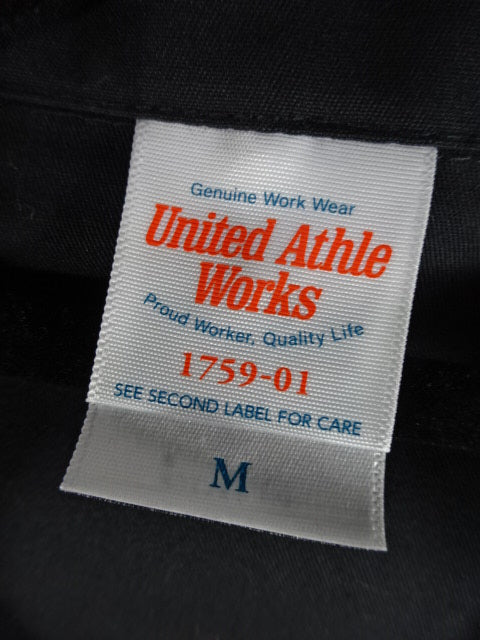 Genuine Work Wear
United Athle
Works
Proud Worker, Quality Life
1759-01
SEE SECOND LABEL FOR CARE
M